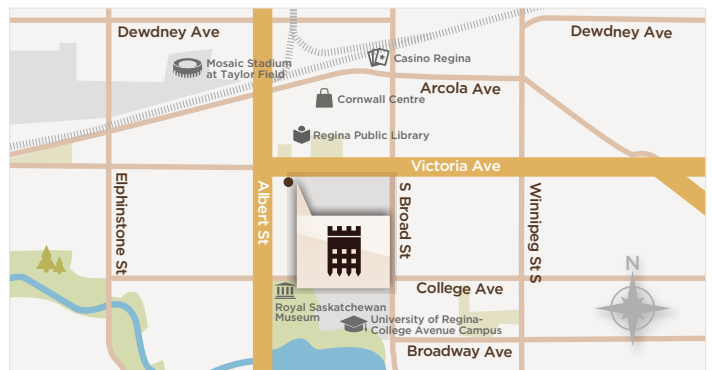 Dewdney Ave
Dewdney Ave
Mosaic Stadium
at Taylor Field
Casino Regina
Arcola Ave
Cornwall Centre
Regina Public Library
Victoria Ave
Elphinstone St
Albert St
S Broad St
Winnipeg St S
N
College Ave
Royal Saskatchewan
Museum
University of Regina-
College Avenue Campus
Broadway Ave